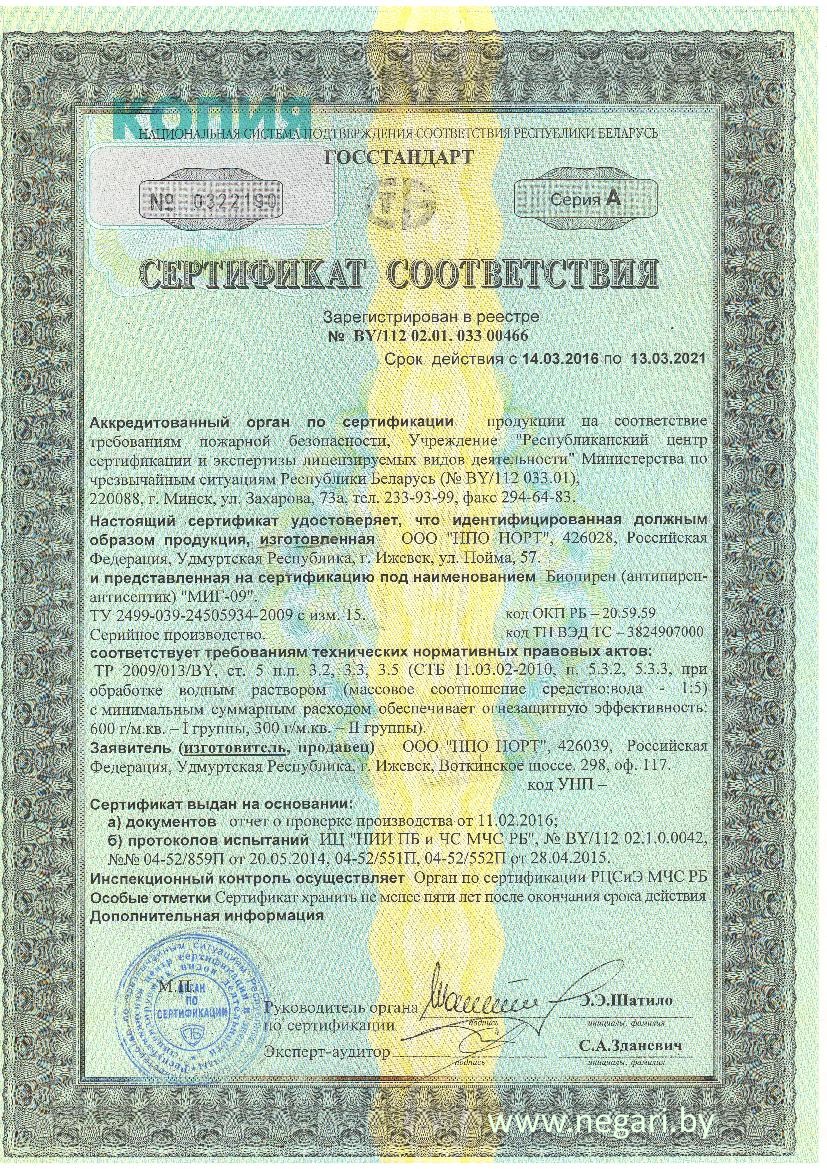 КОПИЯ
НАЦИОНАЛЬНАЯ СИСТЕМА ПОДТВЕРЖДЕНИЯ СООТВЕТСТВИЯ РЕСПУБЛИКИ БЕЛАРУСЬ
ГОССТАНДАРТ
№ 0322190
Серия А
СЕРТИФИКАТ СООТВЕТСТВИЯ
Зарегистрирован в реестре
№ BY/112 02.01. 033 00466
Срок действия с 14.03.2016 по 13.03.2021
Аккредитованный орган по сертификации продукции на соответствие
требованиям пожарной безопасности, Учреждение "Республиканский центр
сертификации и экспертизы лицензируемых видов деятельности" Министерства по
чрезвычайным ситуациям Республики Беларусь (№ BY/112 033.01),
220088, г. Минск, ул. Захарова, 73а, тел. 233-93-99, факс 294-64-83.
Настоящий сертификат удостоверяет, что идентифицированная должным
образом продукция, изготовленная ООО "НПО НОРТ", 426028, Российская
Федерация, Удмуртская Республика, г. Ижевск, ул. Пойма, 57.
и представленная на сертификацию под наименованием Биопирен (антипирен-
антисептик) "МИГ-09".
ТУ 2499-039-24505934-2009 с изм. 15. код ОКП РБ – 20.59.59
Серийное производство. код ТН ВЭД ТС – 3824907000
соответствует требованиям технических нормативных правовых актов:
ТР 2009/013/BY, ст. 5 п.п. 3.2, 3.3, 3.5 (СТБ 11.03.02-2010, п. 5.3.2, 5.3.3, при
обработке водным раствором (массовое соотношение средство:вода - 1:5)
с минимальным суммарным расходом обеспечивает огнезащитную эффективность:
600 г/м.кв. – I группы, 300 г/м.кв. – II группы).
Заявитель (изготовитель, продавец) ООО "НПО НОРТ", 426039, Российская
Федерация, Удмуртская Республика, г. Ижевск, Воткинское шоссе, 298, оф. 117.
код УНП –
Сертификат выдан на основании:
а) документов отчет о проверке производства от 11.02.2016;
б) протоколов испытаний ИЦ "НИИ ПБ и ЧС МЧС РБ", № BY/112 02.1.0.0042,
№№ 04-52/859П от 20.05.2014, 04-52/551П, 04-52/552П от 28.04.2015.
Инспекционный контроль осуществляет Орган по сертификации РЦСиЭ МЧС РБ
Особые отметки Сертификат хранить не менее пяти лет после окончания срока действия
Дополнительная информация
М.П.
ОРГАН
ПО
СЕРТИФИКАЦИИ
Руководитель органа Э.Э.Шатило
по сертификации подпись инициалы, фамилия
Эксперт-аудитор С.А.Зданевич
подпись инициалы, фамилия
www.negari.by